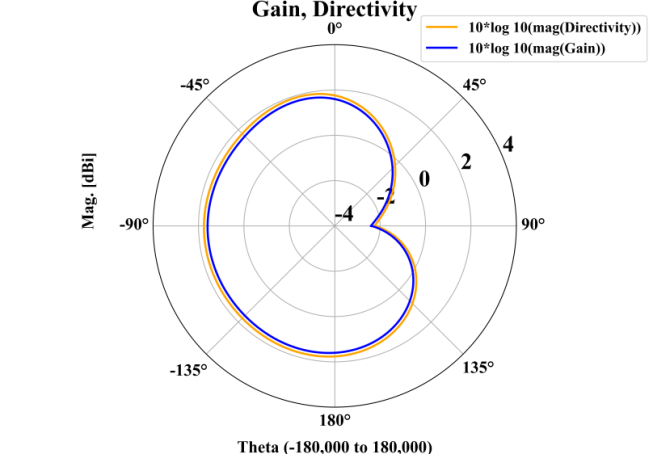 Gain, Directivity
10*log 10(mag(Directivity))
10*log 10(mag(Gain))
0°
-45°
45°
4
2
0
-2
-4
Mag. [dBi]
-90°
90°
-135°
135°
180°
Theta (-180,000 to 180,000)